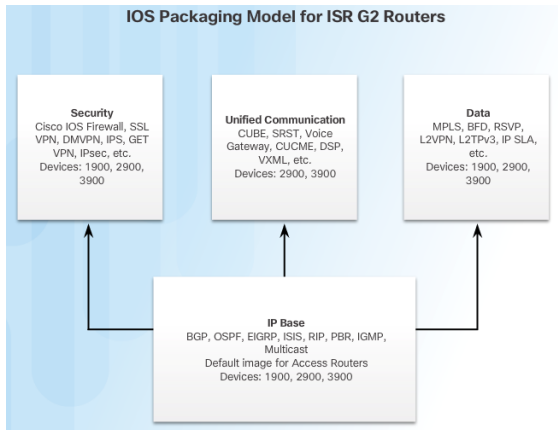 IOS Packaging Model for ISR G2 Routers
Security
Cisco IOS Firewall, SSL
VPN, DMVPN, IPS, GET
VPN, IPsec, etc.
Devices: 1900, 2900,
3900
Unified Communication
CUBE, SRST, Voice
Gateway, CUCME, DSP,
VXML, etc.
Devices: 2900, 3900
Data
MPLS, BFD, RSVP,
L2VPN, L2TPv3, IP SLA,
etc.
Devices: 1900, 2900,
3900
IP Base
BGP, OSPF, EIGRP, ISIS, RIP, PBR, IGMP,
Multicast
Default image for Access Routers
Devices: 1900, 2900, 3900